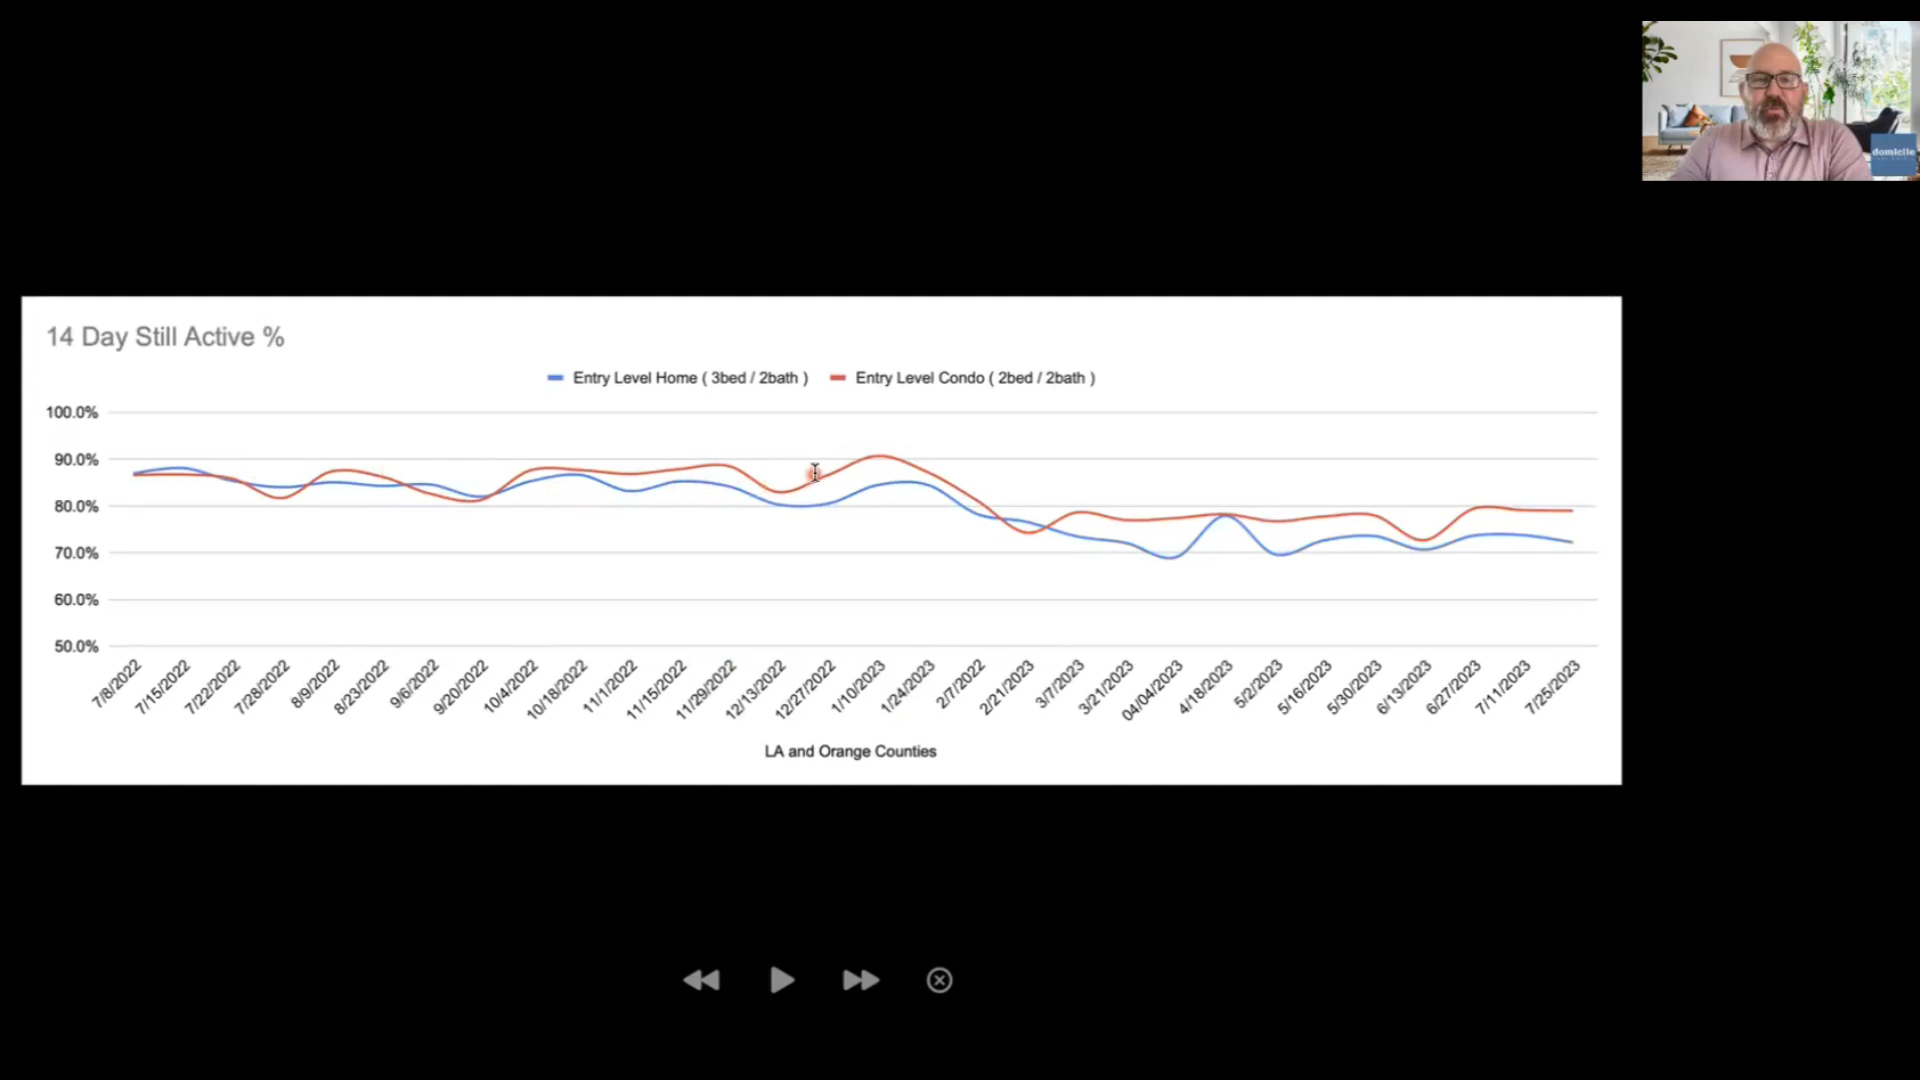 domicile
14 Day Still Active %
Entry Level Home ( 3bed / 2bath ) Entry Level Condo ( 2bed / 2bath )
100.0%
90.0%
80.0%
70.0%
60.0%
50.0%
7/8/2022 7/15/2022 7/22/2022 7/28/2022 8/9/2022 8/23/2022 9/6/2022 9/20/2022 10/4/2022 10/18/2022 11/1/2022 11/15/2022 11/29/2022 12/13/2022 12/27/2022 1/10/2023 1/24/2023 2/7/2022 2/21/2023 3/7/2023 3/21/2023 04/04/2023 4/18/2023 5/2/2023 5/16/2023 5/30/2023 6/13/2023 6/27/2023 7/11/2023 7/25/2023
LA and Orange Counties